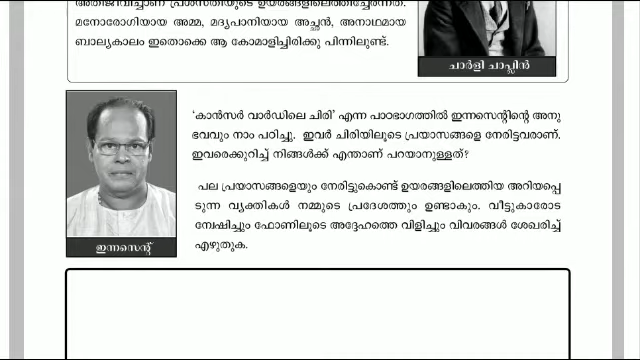 അതിജീവിച്ചാണ് പ്രശസ്തിയുടെ ഉയരങ്ങളിലെത്തിച്ചേർന്നത്.
മനോരോഗിയായ അമ്മ, മദ്യപാനിയായ അച്ഛൻ, അനാഥമായ
ബാല്യകാലം ഇതൊക്കെ ആ കോമാളിച്ചിരിക്കു പിന്നിലുണ്ട്.
ചാർളി ചാപ്ലിൻ
'കാൻസർ വാർഡിലെ ചിരി' എന്ന പാഠഭാഗത്തിൽ ഇന്നസെന്റിന്റെ അനു
ഭവവും നാം പഠിച്ചു. ഇവർ ചിരിയിലൂടെ പ്രയാസങ്ങളെ നേരിട്ടവരാണ്.
ഇവരെക്കുറിച്ച് നിങ്ങൾക്ക് എന്താണ് പറയാനുള്ളത്?
പല പ്രയാസങ്ങളെയും നേരിട്ടുകൊണ്ട് ഉയരങ്ങളിലെത്തിയ അറിയപ്പെ
ടുന്ന വ്യക്തികൾ നമ്മുടെ പ്രദേശത്തും ഉണ്ടാകും. വീട്ടുകാരോട
ന്വേഷിച്ചും ഫോണിലൂടെ അദ്ദേഹത്തെ വിളിച്ചും വിവരങ്ങൾ ശേഖരിച്ച്
എഴുതുക.
ഇന്നസെന്റ്